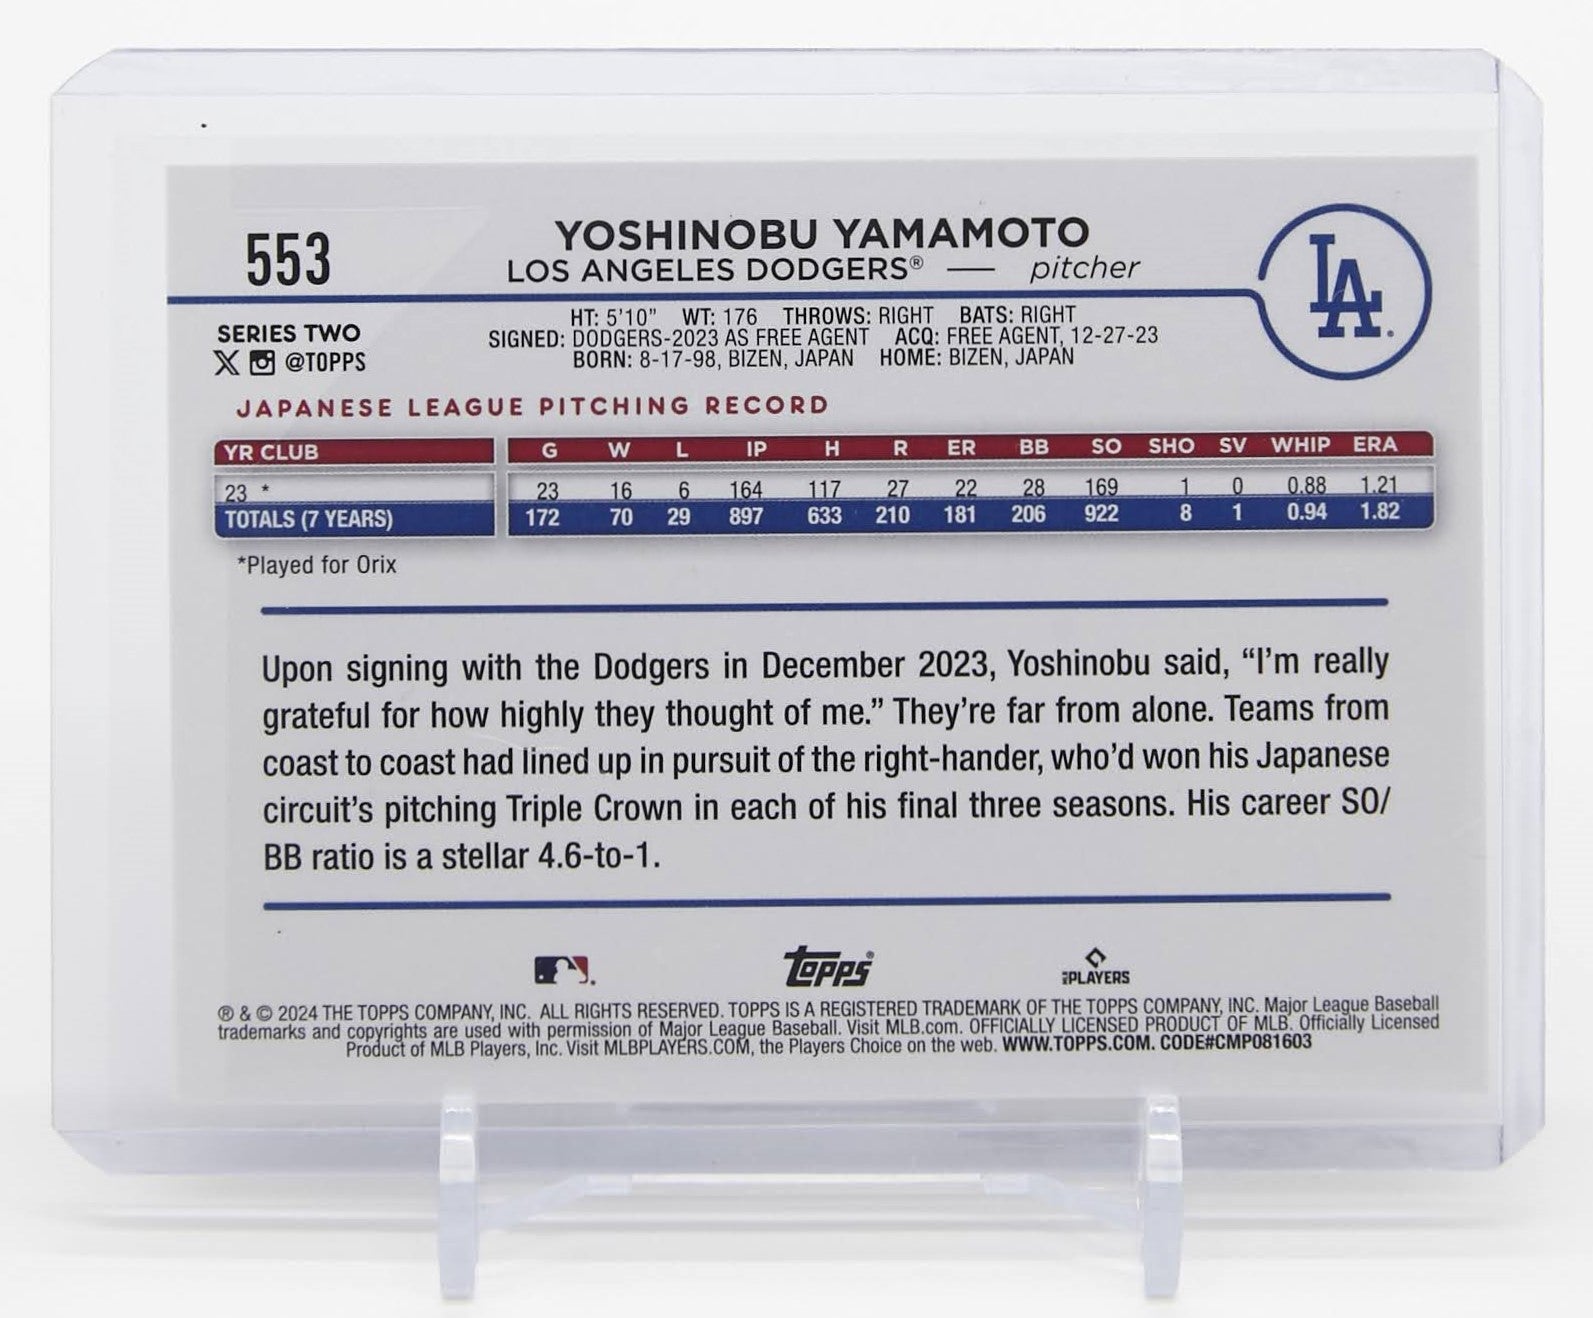 553
YOSHINOBU YAMAMOTO
LOS ANGELES DODGERS® — pitcher
LA
SERIES TWO
@TOPPS
HT: 5'10" WT: 176 THROWS: RIGHT BATS: RIGHT
SIGNED: DODGERS-2023 AS FREE AGENT ACQ: FREE AGENT, 12-27-23
BORN: 8-17-98, BIZEN, JAPAN HOME: BIZEN, JAPAN
JAPANESE LEAGUE PITCHING RECORD
YR CLUB G W L IP H R ER BB SO SHO SV WHIP ERA
23 * 23 16 6 164 117 27 22 28 169 1 0 0.88 1.21
TOTALS (7 YEARS) 172 70 29 897 633 210 181 206 922 8 1 0.94 1.82
*Played for Orix
Upon signing with the Dodgers in December 2023, Yoshinobu said, “I’m really
grateful for how highly they thought of me.” They’re far from alone. Teams from
coast to coast had lined up in pursuit of the right-hander, who’d won his Japanese
circuit’s pitching Triple Crown in each of his final three seasons. His career SO/
BB ratio is a stellar 4.6-to-1.
topps®
MLB PLAYERS
® & © 2024 THE TOPPS COMPANY, INC. ALL RIGHTS RESERVED. TOPPS IS A REGISTERED TRADEMARK OF THE TOPPS COMPANY, INC. Major League Baseball
trademarks and copyrights are used with permission of Major League Baseball. Visit MLB.com. OFFICIALLY LICENSED PRODUCT OF MLB. Officially Licensed
Product of MLB Players, Inc. Visit MLBPLAYERS.COM, the Players Choice on the web. WWW.TOPPS.COM. CODE#CMP081603